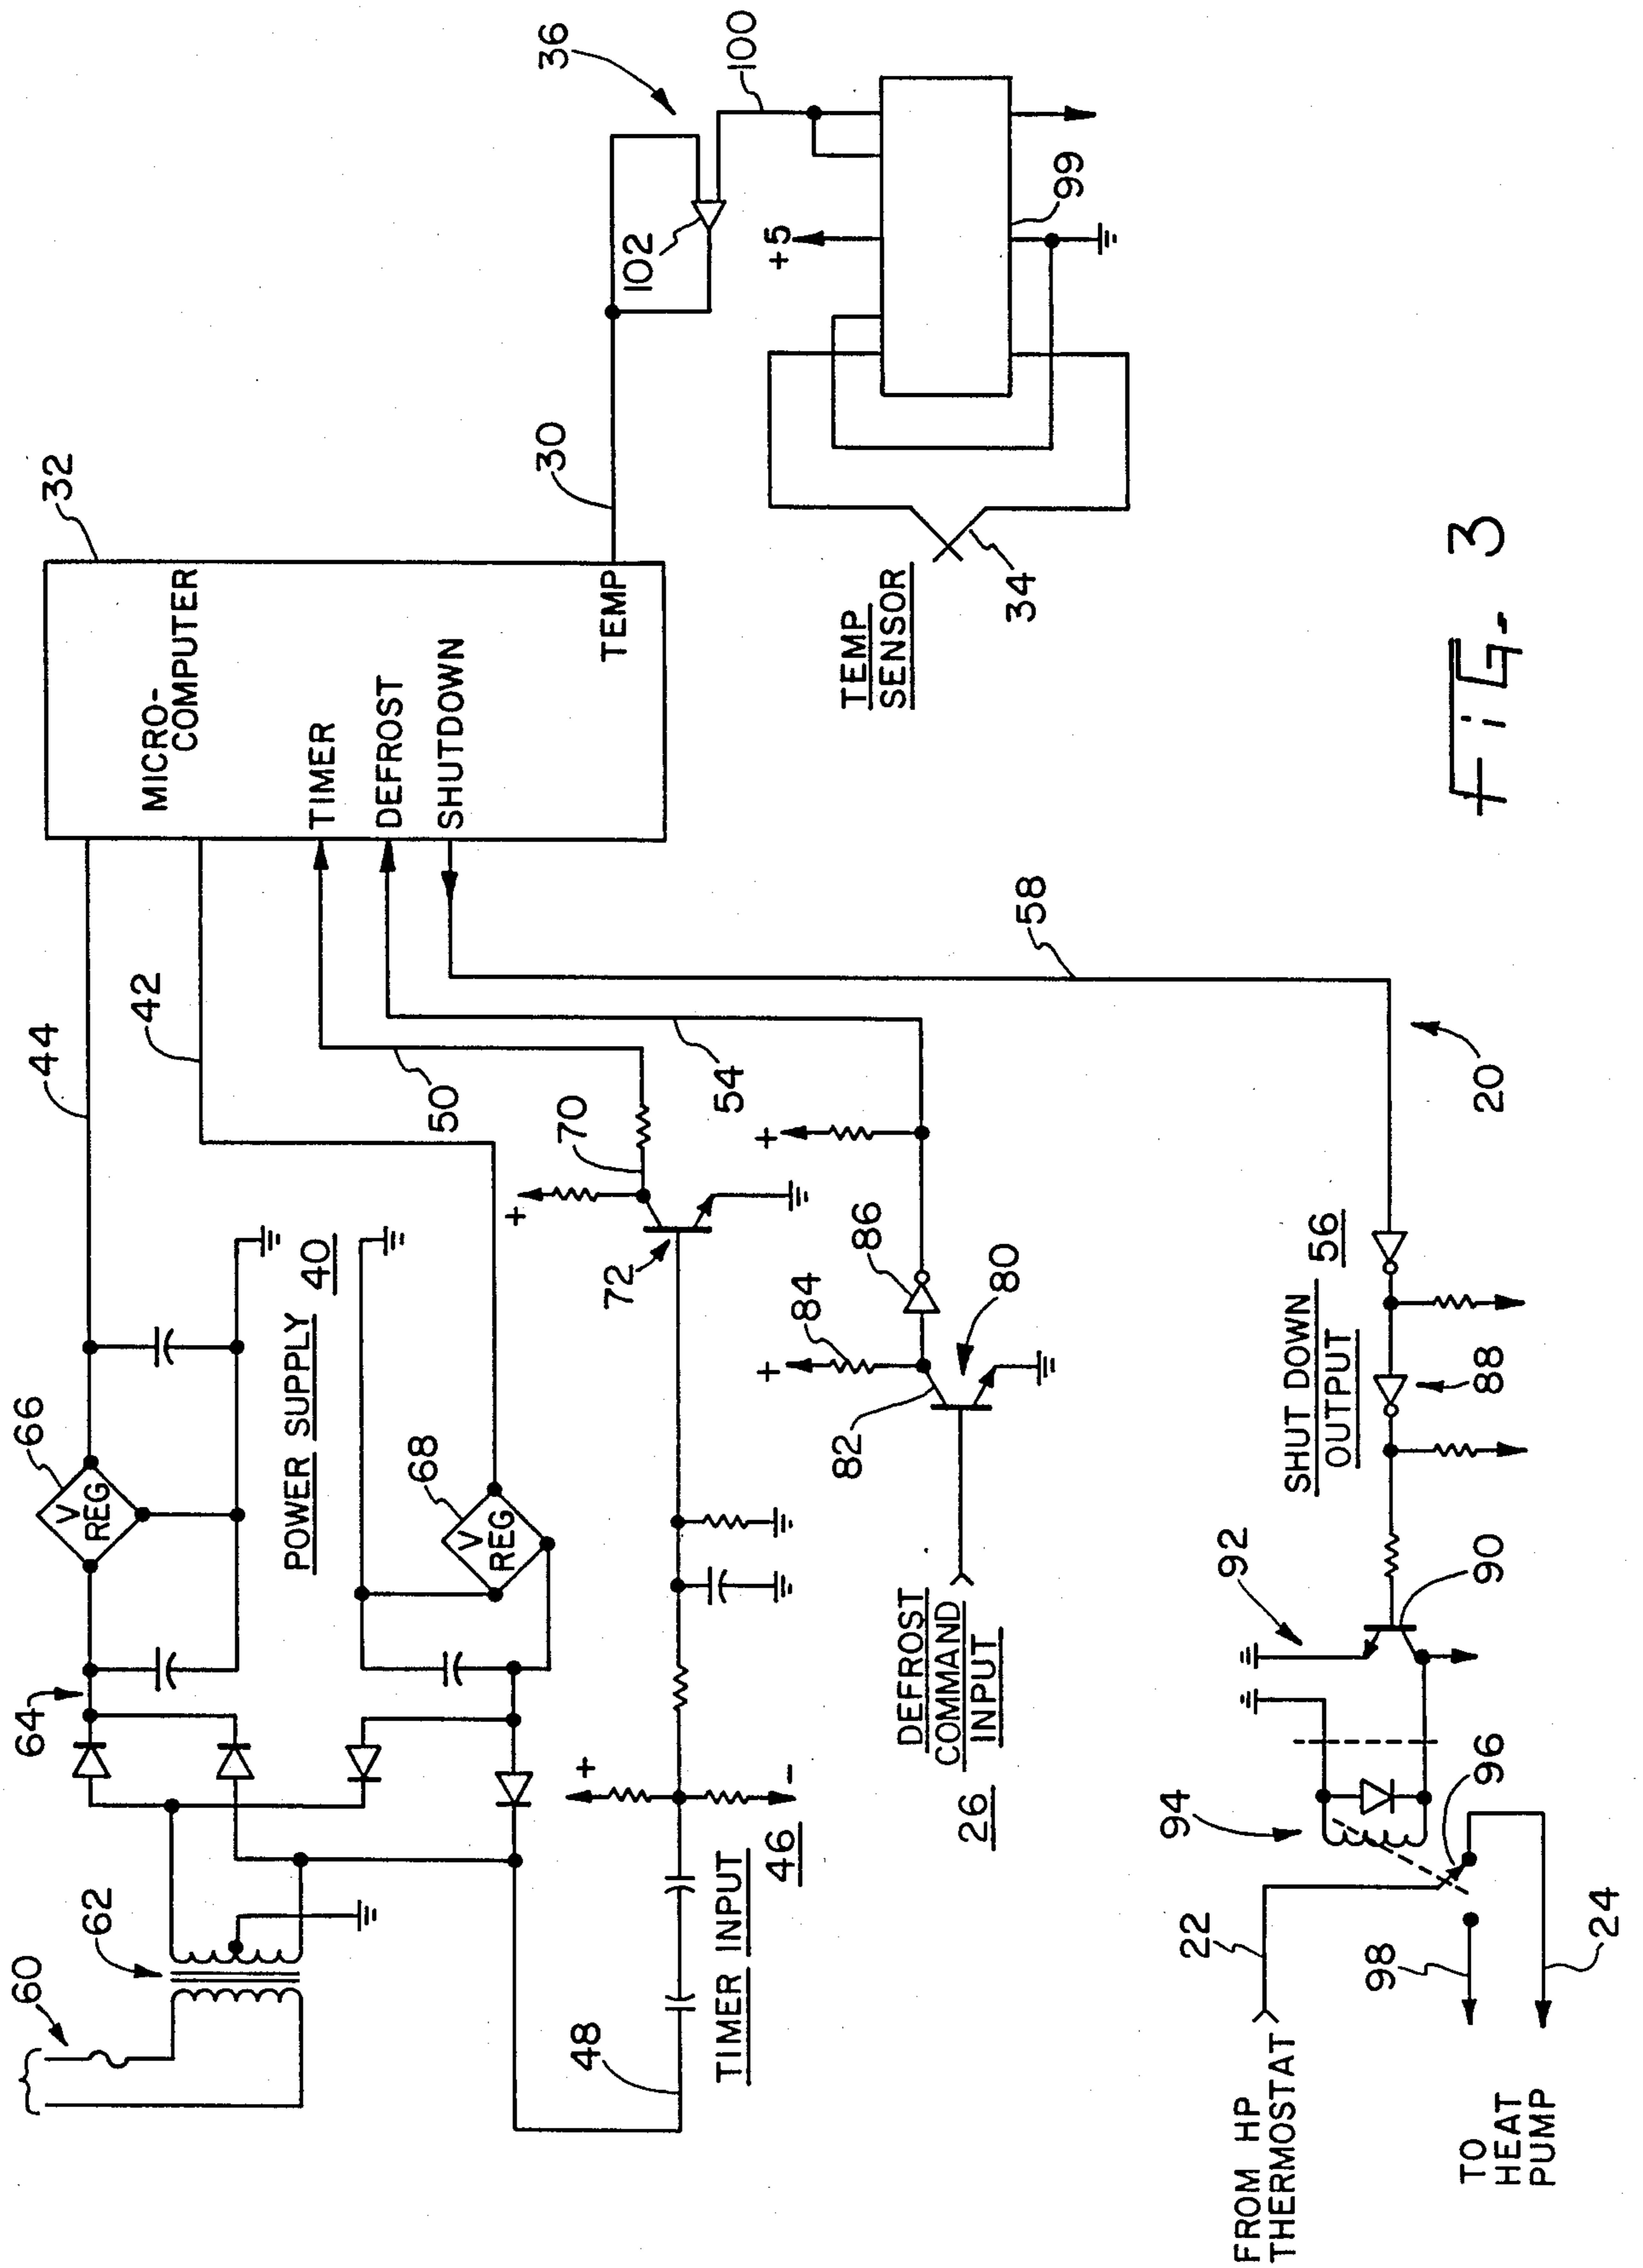 60
62
64
66
44
42
32
MICRO-
COMPUTER
TIMER
DEFROST
SHUTDOWN
TEMP
30
36
102
100
+5
99
TEMP
SENSOR
34
V
REG
POWER SUPPLY
40
V
REG
68
48
TIMER INPUT
46
+
-
72
+
70
50
54
DEFROST
COMMAND
INPUT
26
82
84
+
86
80
+
58
20
SHUT DOWN
OUTPUT
56
88
90
92
94
96
22
98
24
FROM HP
THERMOSTAT
TO
HEAT
PUMP
FiG. 3